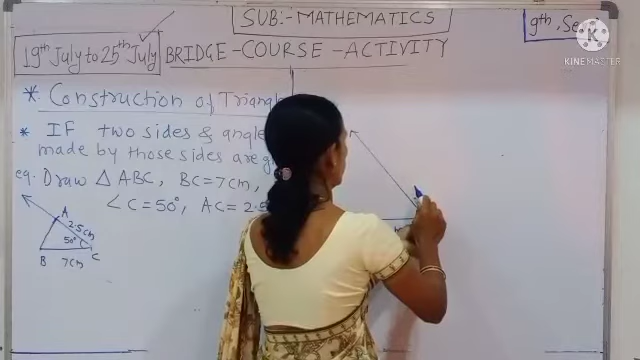 SUB:- MATHEMATICS
9th, Se
KINEMASTER
19th July to 25th July BRIDGE-COURSE-ACTIVITY
* Construction of Triangl
* IF two sides & angle
made by those sides are
eg. Draw △ ABC, BC = 7cm,
∠C = 50°, AC = 2.5
A
2.5cm
50°
B 7cm C